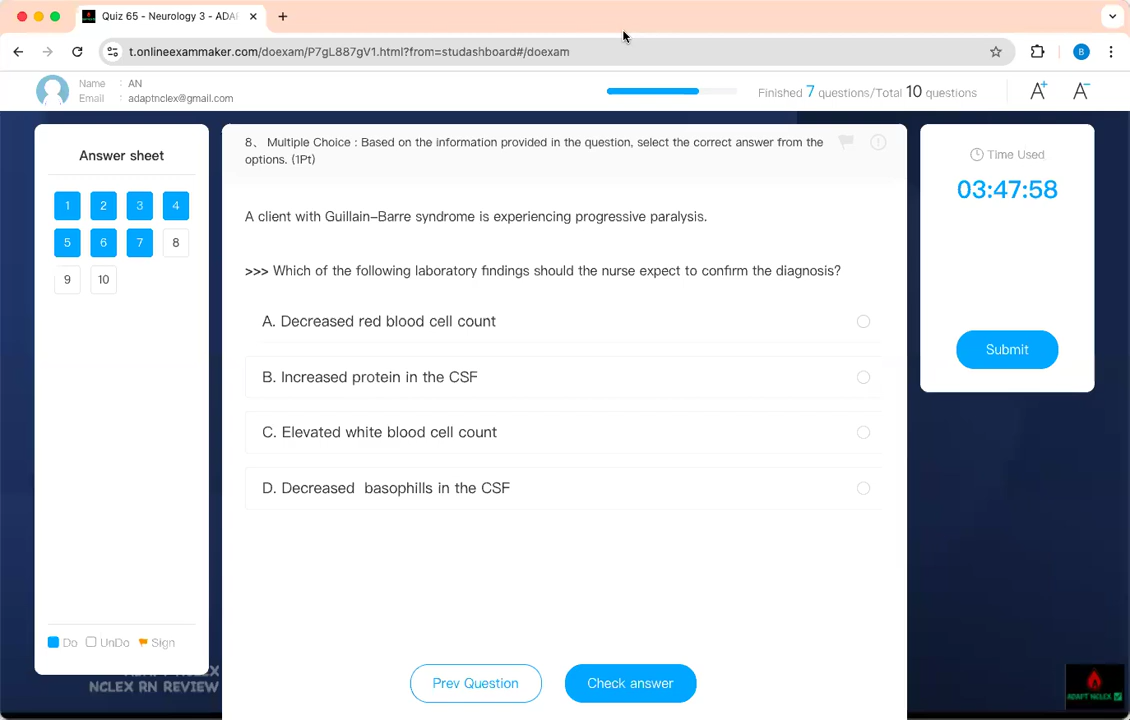 Quiz 65 - Neurology 3 - ADA
t.onlineexammaker.com/doexam/P7gL887gV1.html?from=studashboard#/doexam
B
Name : AN
Email : adaptnclex@gmail.com
Finished 7 questions/Total 10 questions
A+ A-
Answer sheet
1 2 3 4
5 6 7 8
9 10
Do UnDo Sign
NCLEX RN REVIEW
8、 Multiple Choice : Based on the information provided in the question, select the correct answer from the
options. (1Pt)
A client with Guillain-Barre syndrome is experiencing progressive paralysis.
>>> Which of the following laboratory findings should the nurse expect to confirm the diagnosis?
A. Decreased red blood cell count
B. Increased protein in the CSF
C. Elevated white blood cell count
D. Decreased  basophills in the CSF
Prev Question
Check answer
Time Used
03:47:58
Submit
ADAPT NCLEX